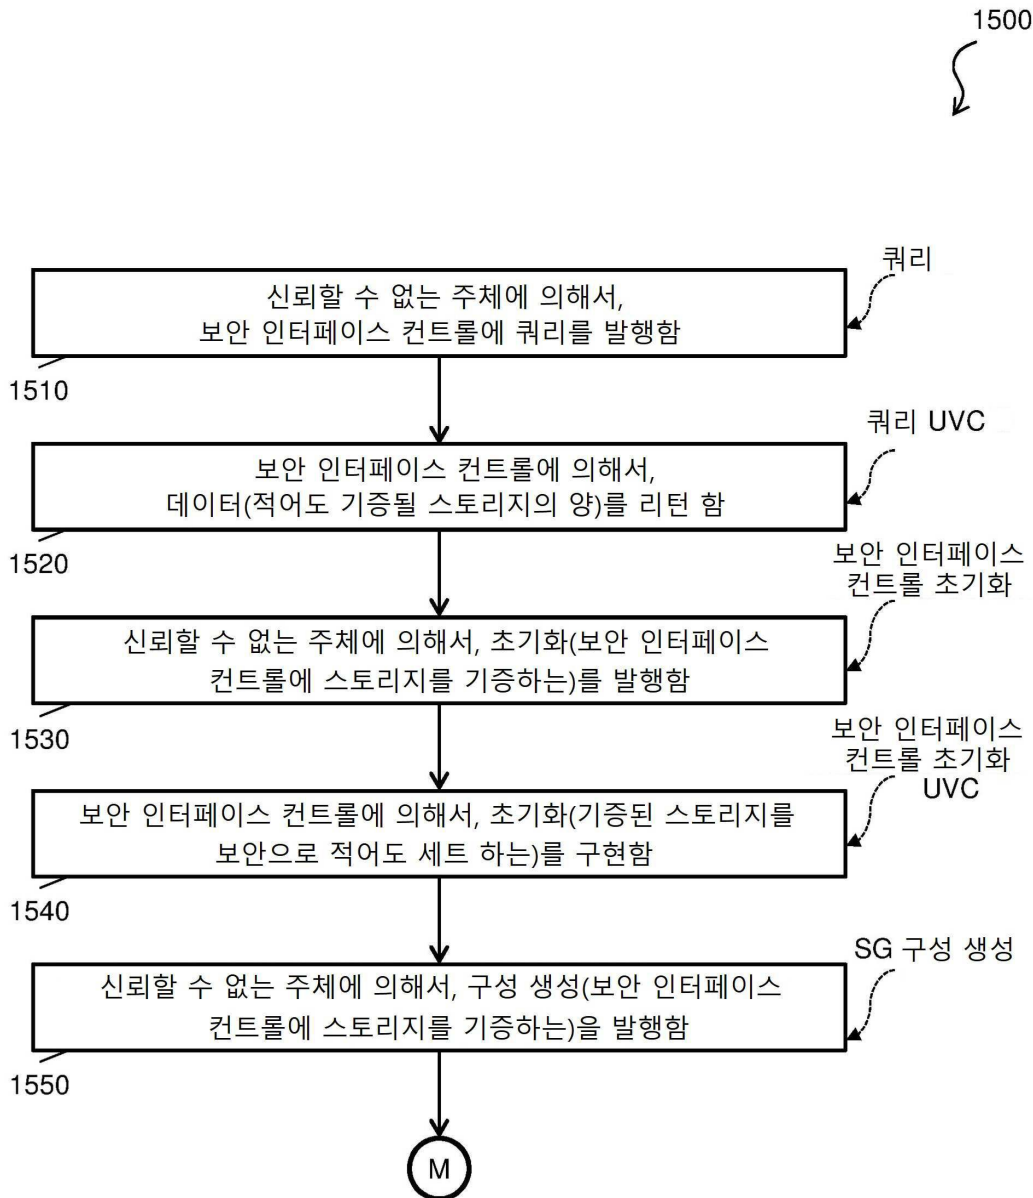 1500
쿼리
신뢰할 수 없는 주체에 의해서,
보안 인터페이스 컨트롤에 쿼리를 발행함
1510
쿼리 UVC
보안 인터페이스 컨트롤에 의해서,
데이터(적어도 기증될 스토리지의 양)를 리턴 함
1520
보안 인터페이스
컨트롤 초기화
신뢰할 수 없는 주체에 의해서, 초기화(보안 인터페이스
컨트롤에 스토리지를 기증하는)를 발행함
1530
보안 인터페이스
컨트롤 초기화
UVC
보안 인터페이스 컨트롤에 의해서, 초기화(기증된 스토리지를
보안으로 적어도 세트 하는)를 구현함
1540
SG 구성 생성
신뢰할 수 없는 주체에 의해서, 구성 생성(보안 인터페이스
컨트롤에 스토리지를 기증하는)을 발행함
1550
M